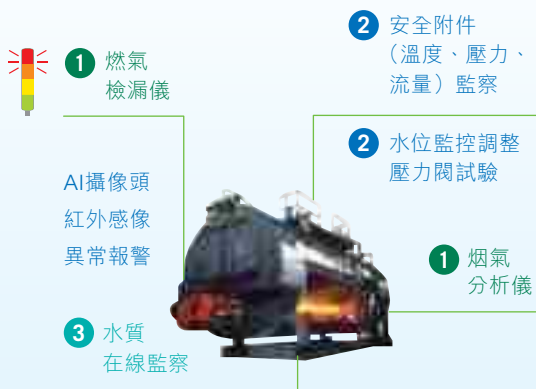 1 燃氣
檢漏儀
2 安全附件
（溫度、壓力、
流量）監察
2 水位監控調整
壓力閥試驗
AI攝像頭
紅外感像
異常報警
1 烟氣
分析儀
3 水質
在線監察